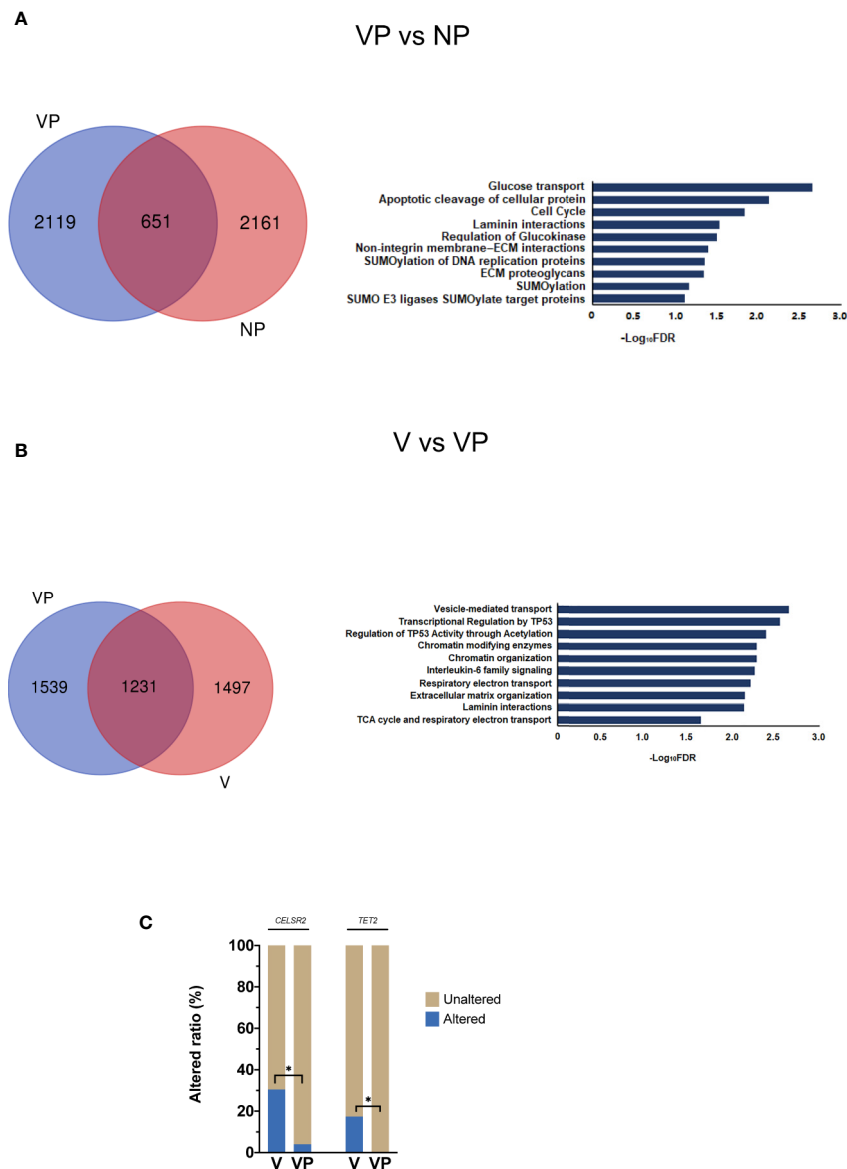 A
VP vs NP
VP
2119
651
2161
NP
Glucose transport
Apoptotic cleavage of cellular protein
Cell Cycle
Laminin interactions
Regulation of Glucokinase
Non-integrin membrane–ECM interactions
SUMOylation of DNA replication proteins
ECM proteoglycans
SUMOylation
SUMO E3 ligases SUMOylate target proteins
0 0.5 1.0 1.5 2.0 2.5 3.0
-Log₁₀FDR
B
V vs VP
VP
1539
1231
1497
V
Vesicle-mediated transport
Transcriptional Regulation by TP53
Regulation of TP53 Activity through Acetylation
Chromatin modifying enzymes
Chromatin organization
Interleukin-6 family signaling
Respiratory electron transport
Extracellular matrix organization
Laminin interactions
TCA cycle and respiratory electron transport
0 0.5 1.0 1.5 2.0 2.5 3.0
-Log₁₀FDR
C
CELSR2 TET2
Altered ratio (%)
100
80
60
40
20
0
*
*
V VP V VP
Unaltered
Altered